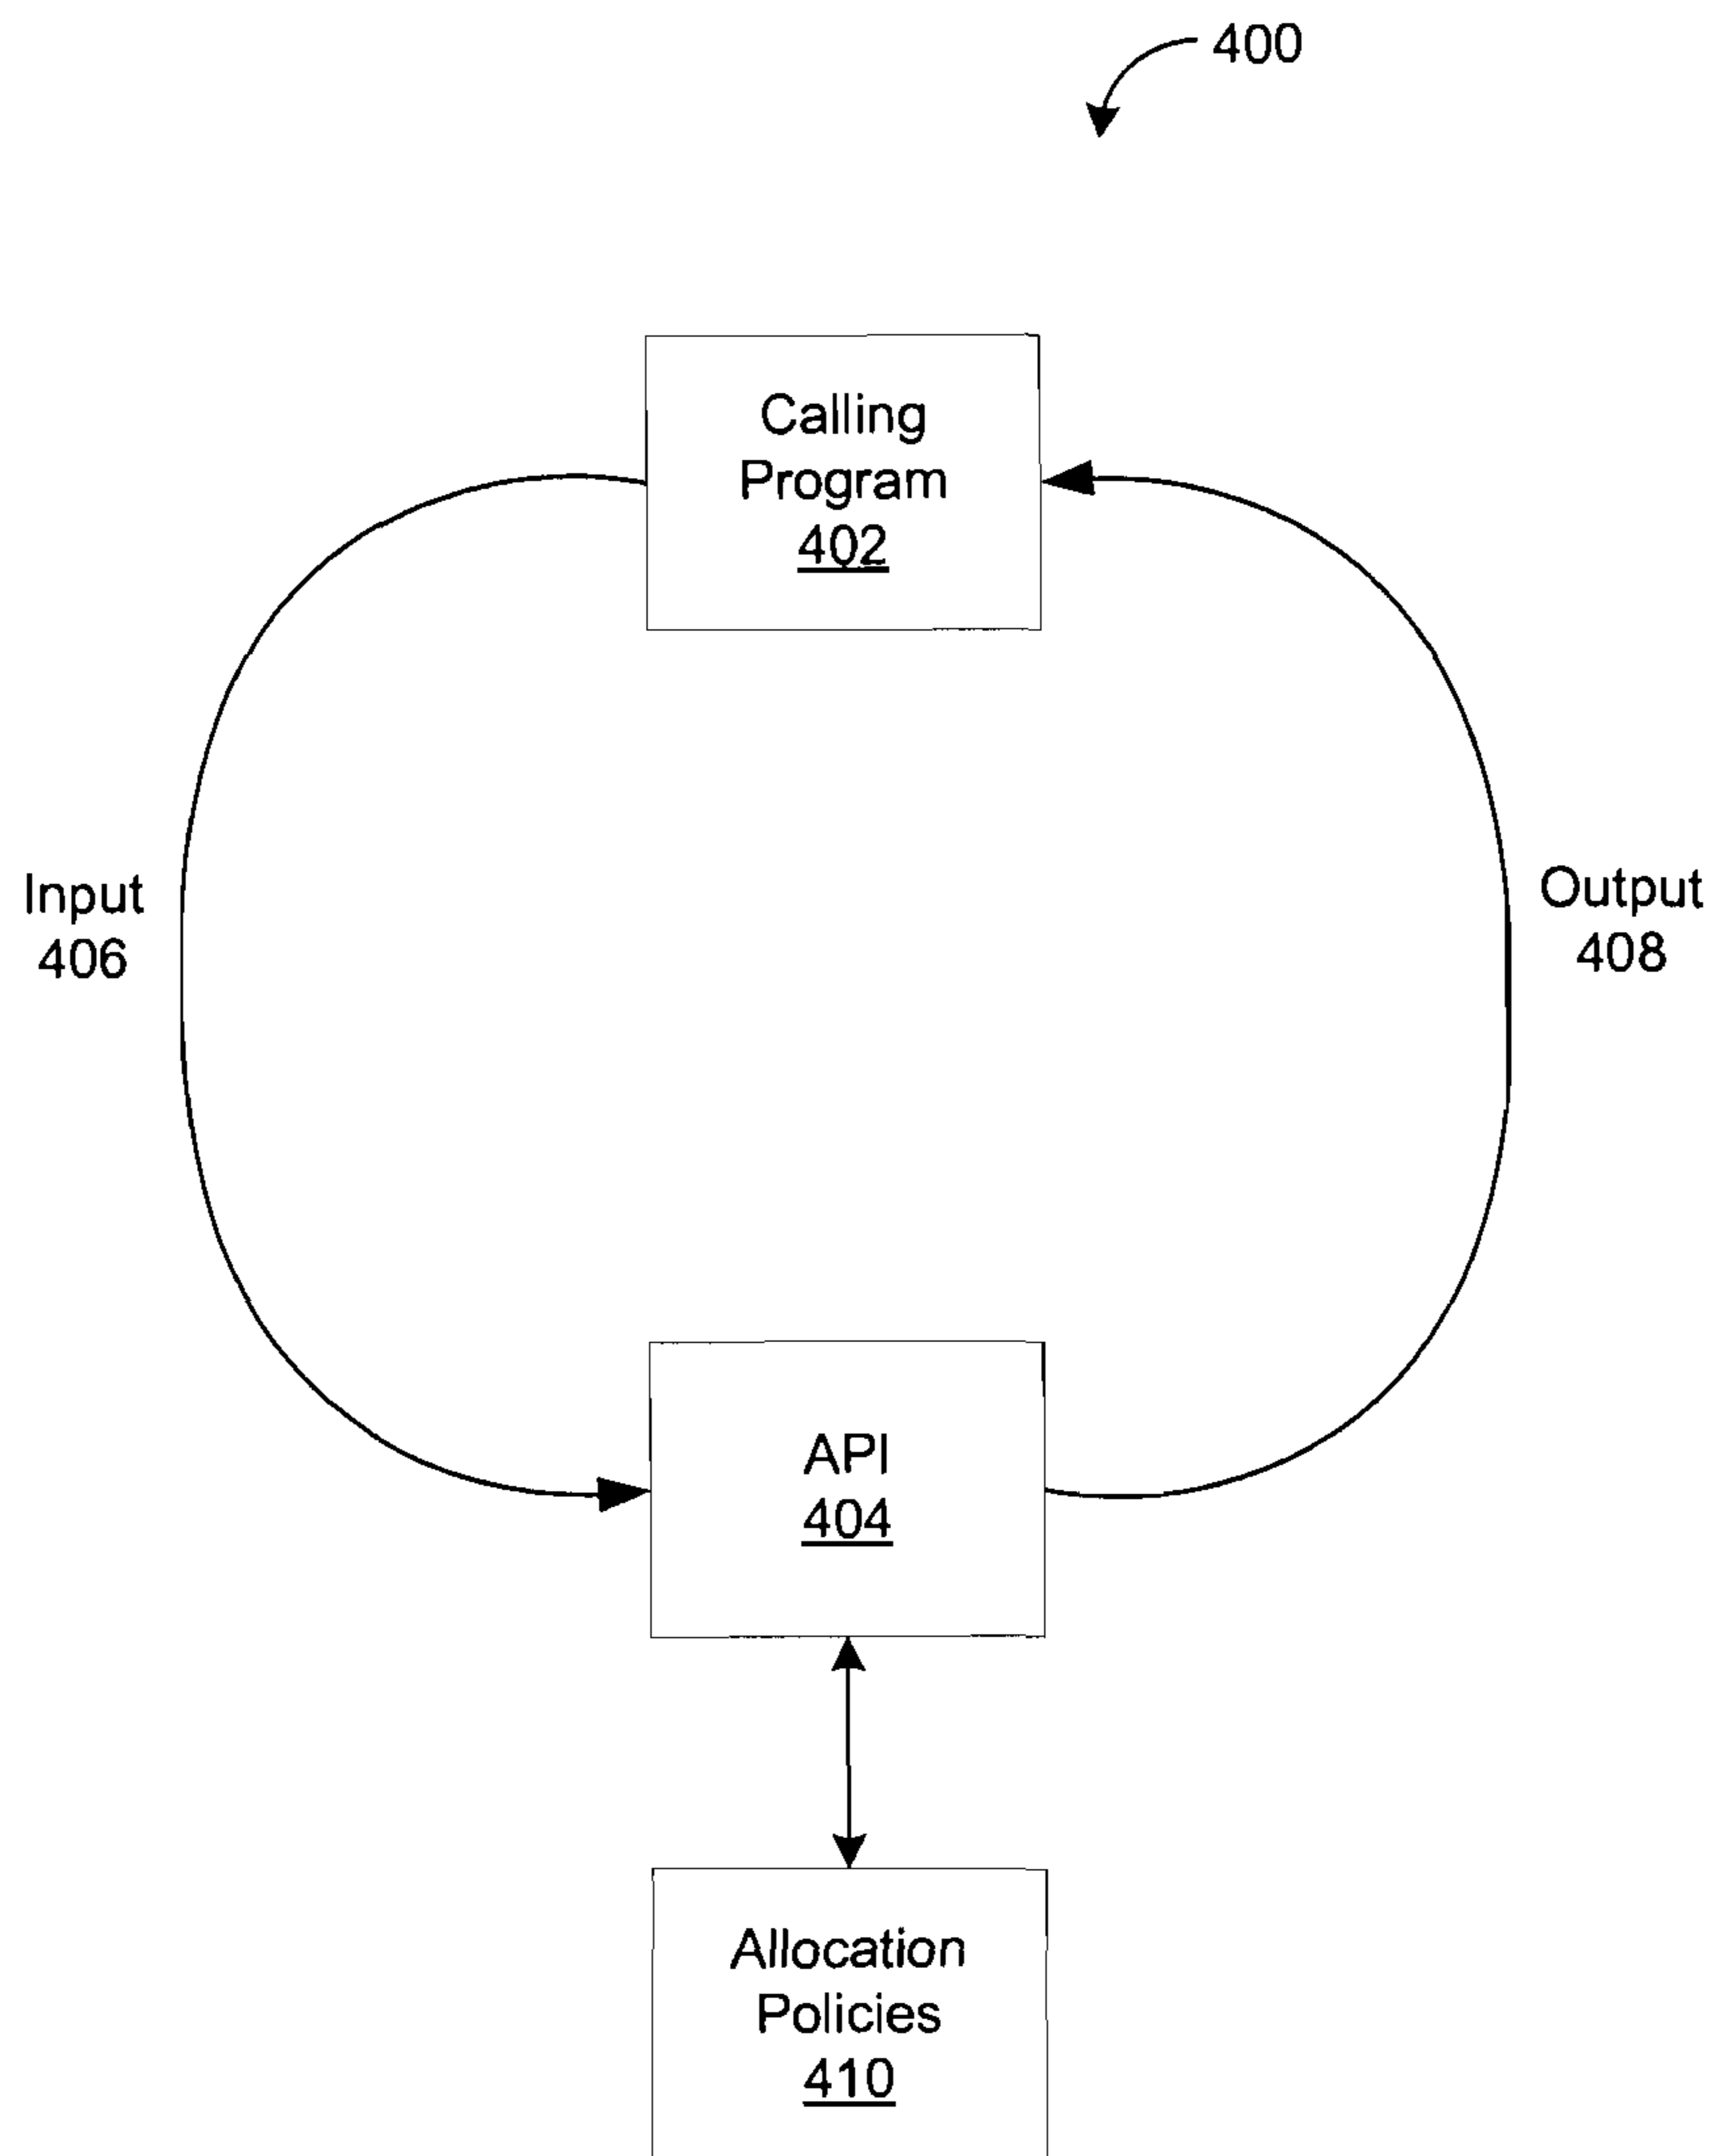 400
Calling
Program
402
Input
406
Output
408
API
404
Allocation
Policies
410